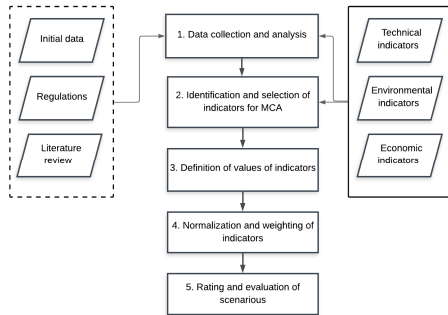 Initial data
Regulations
Literature
review
1. Data collection and analysis
2. Identification and selection of
indicators for MCA
3. Definition of values of indicators
4. Normalization and weighting of
indicators
5. Rating and evaluation of
scenarious
Technical
indicators
Environmental
indicators
Economic
indicators